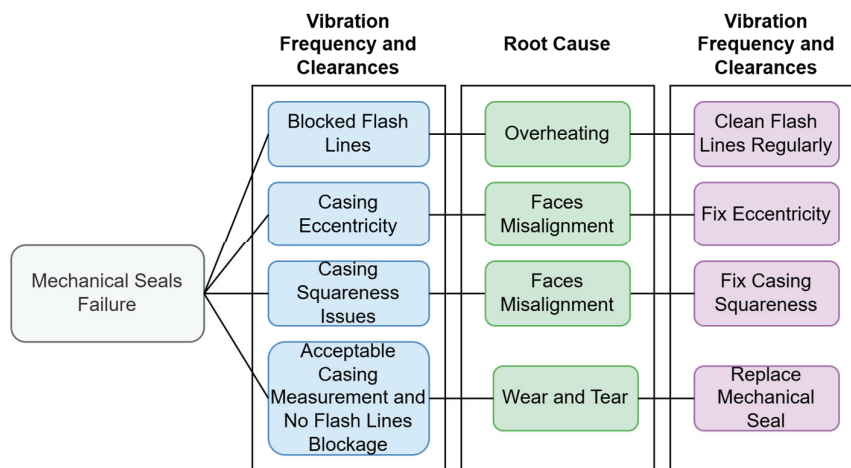 Vibration
Frequency and
Clearances
Root Cause
Vibration
Frequency and
Clearances
Mechanical Seals
Failure
Blocked Flash
Lines
Overheating
Clean Flash
Lines Regularly
Casing
Eccentricity
Faces
Misalignment
Fix Eccentricity
Casing
Squareness
Issues
Faces
Misalignment
Fix Casing
Squareness
Acceptable
Casing
Measurement and
No Flash Lines
Blockage
Wear and Tear
Replace
Mechanical
Seal